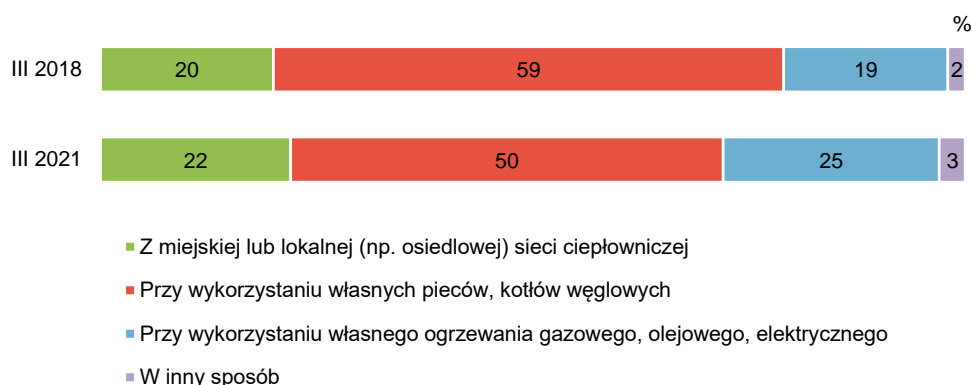 %
III 2018 20 59 19 2
III 2021 22 50 25 3
Z miejskiej lub lokalnej (np. osiedlowej) sieci ciepłowniczej
Przy wykorzystaniu własnych pieców, kotłów węglowych
Przy wykorzystaniu własnego ogrzewania gazowego, olejowego, elektrycznego
W inny sposób